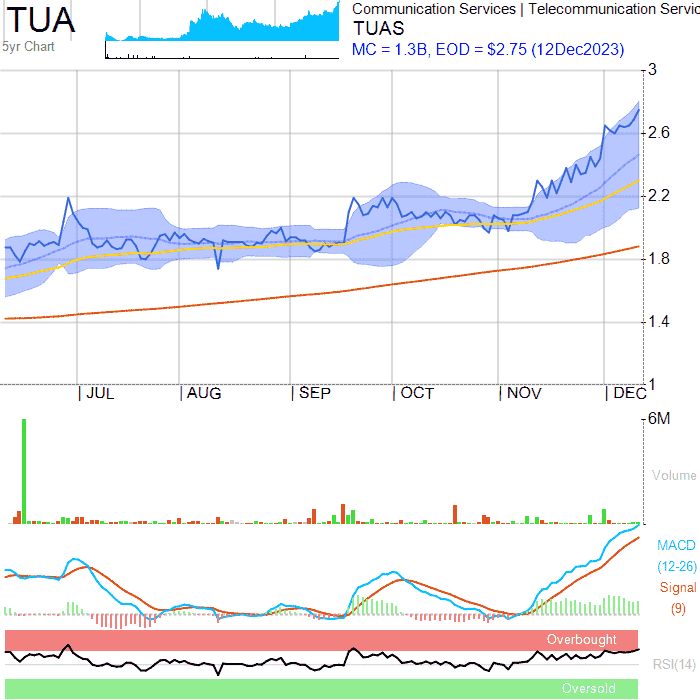 TUA
5yr Chart
Communication Services | Telecommunication Servic
TUAS
MC = 1.3B, EOD = $2.75 (12Dec2023)
3
2.6
2.2
1.8
1.4
1
JUL
AUG
SEP
OCT
NOV
DEC
6M
Volume
MACD
(12-26)
Signal
(9)
Overbought
RSI(14)
Oversold